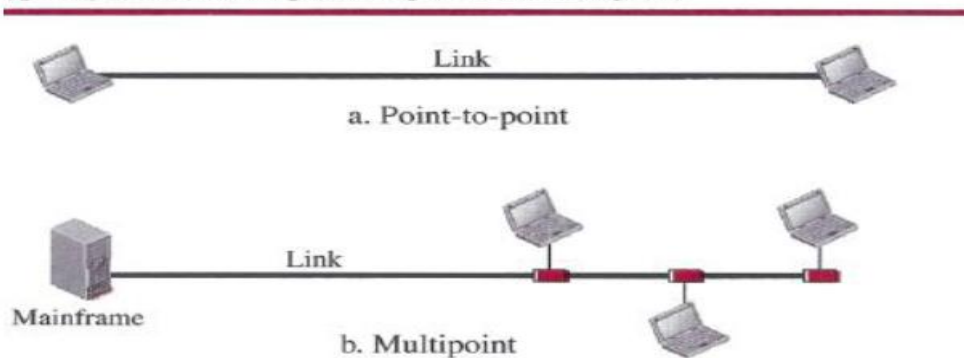 Link
a. Point-to-point
Link
Mainframe
b. Multipoint